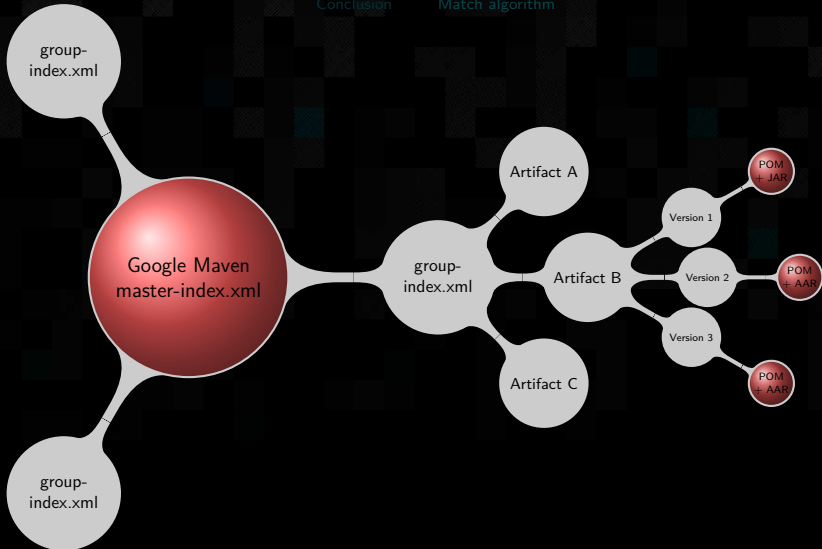 Conclusion Match algorithm
group-
index.xml
Google Maven
master-index.xml
group-
index.xml
group-
index.xml
Artifact A
Artifact B
Artifact C
Version 1
Version 2
Version 3
POM
+ JAR
POM
+ AAR
POM
+ AAR